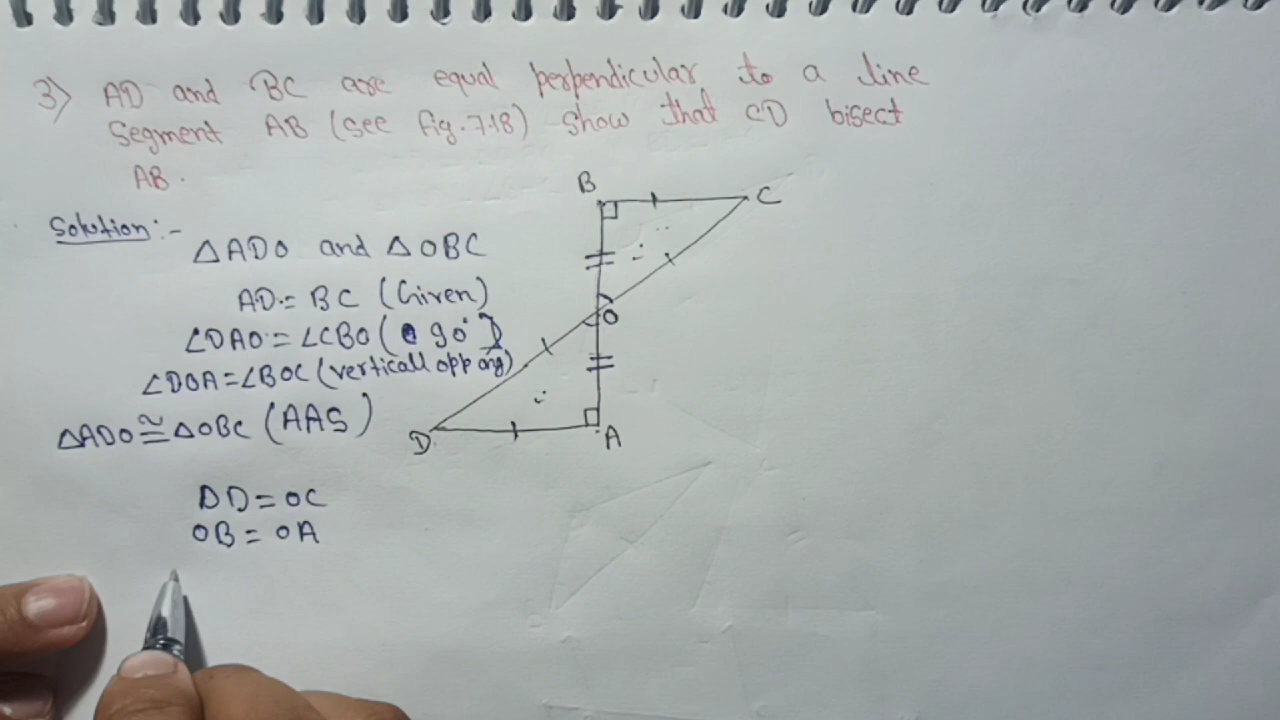 3) AD and BC are equal perpendicular to a line
Segment AB (see fig. 7.18) show that CD bisect
AB.
Solution:-
△ADO and △OBC
AD = BC (Given)
∠DAO = ∠CBO (90°)
∠DOA = ∠BOC (verticall opp ang)
△ADO ≅ △OBC (AAS)
DD = OC
OB = OA
B
C
O
D
A